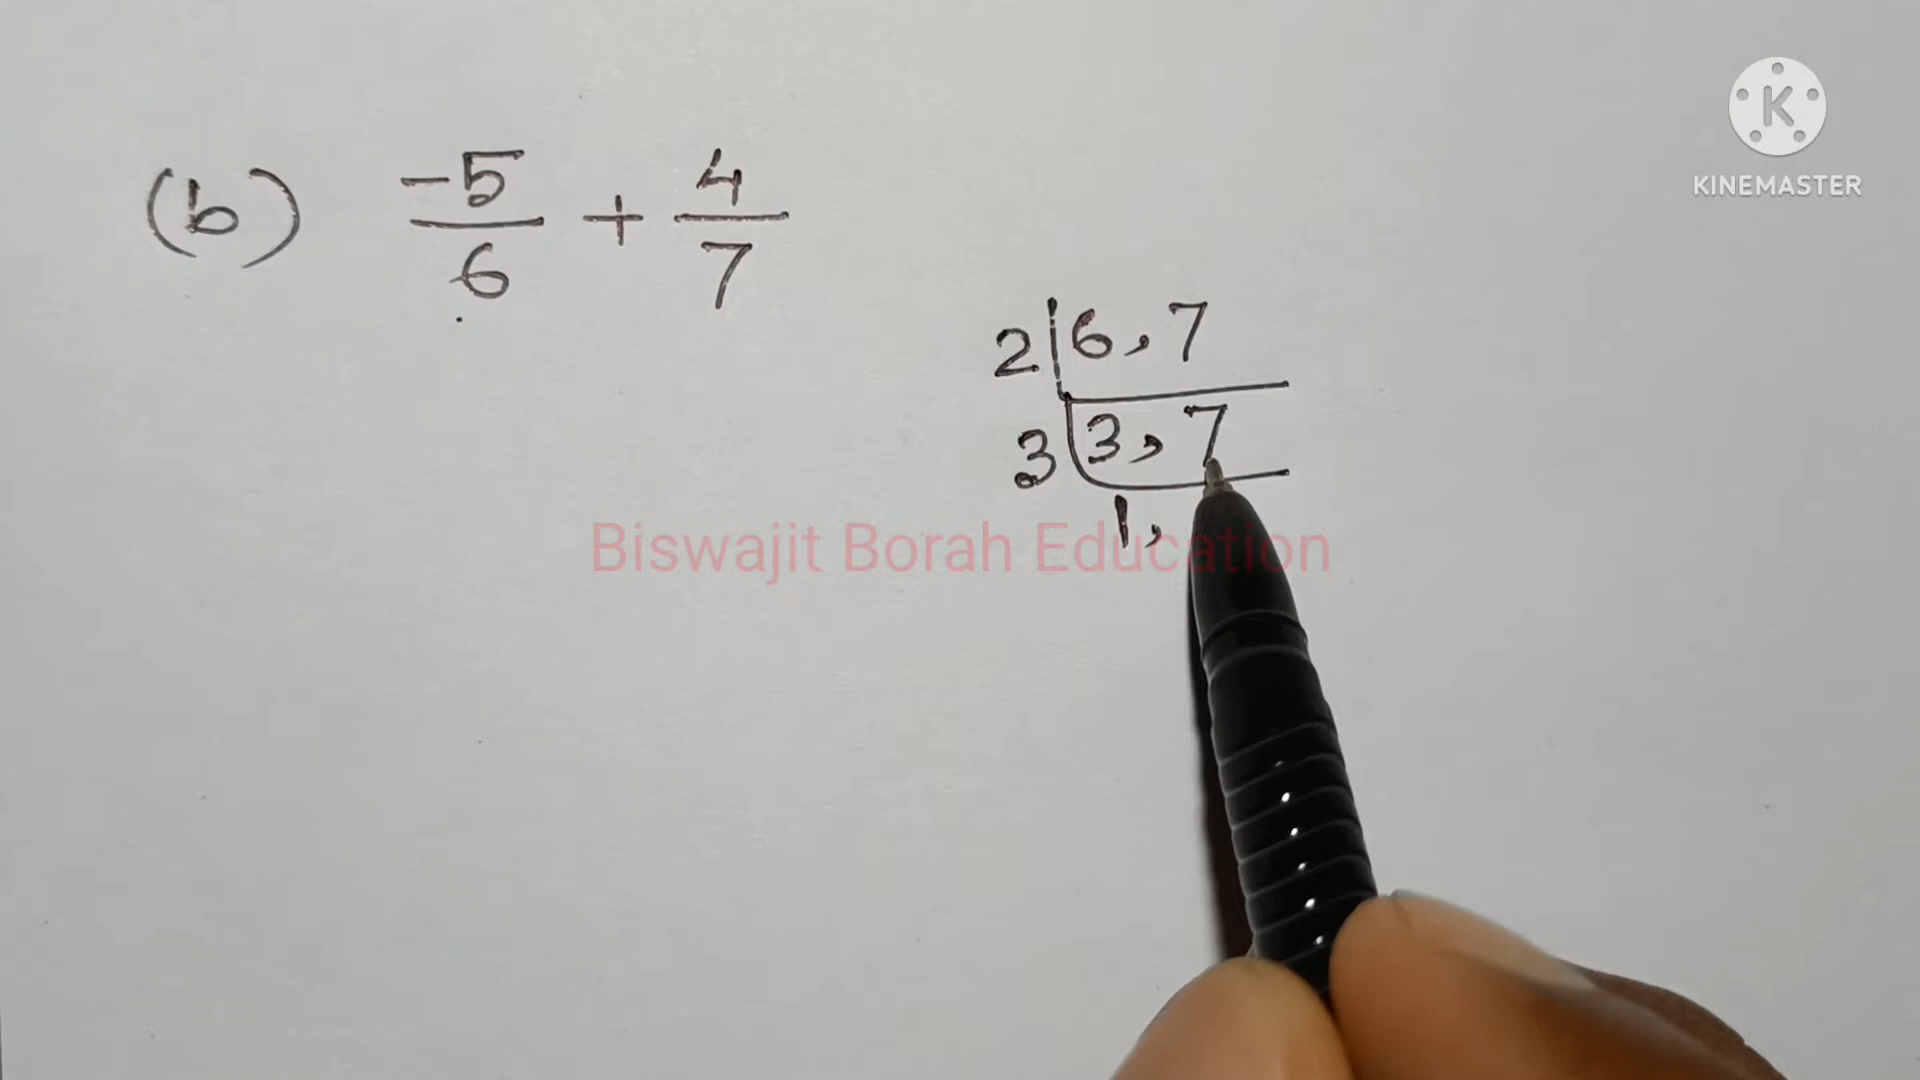 KINEMASTER
(b) -5/6 + 4/7
2|6,7
3|3,7
1,
Biswajit Borah Education